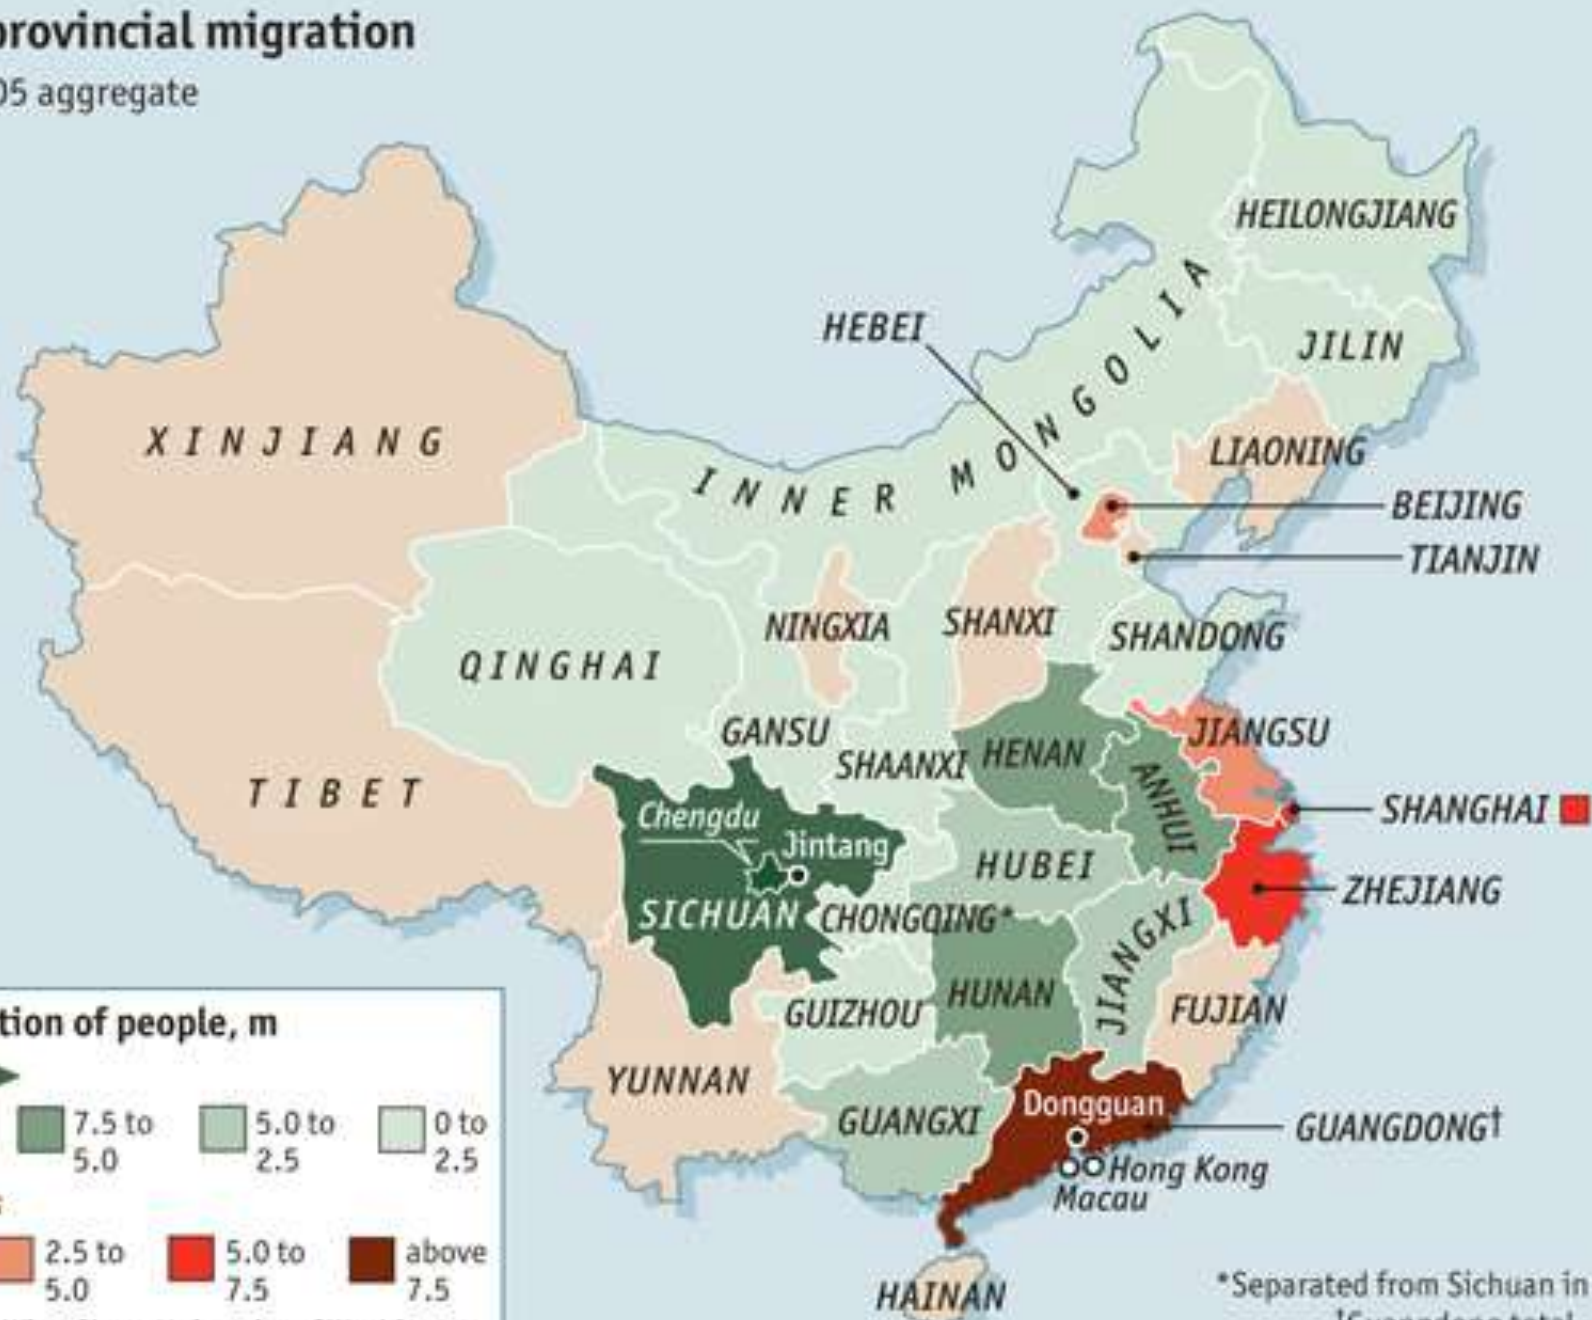 provincial migration
05 aggregate
HEILONGJIANG
HEBEI
JILIN
INNER MONGOLIA
XINJIANG
LIAONING
BEIJING
TIANJIN
NINGXIA
SHANXI
SHANDONG
QINGHAI
GANSU
SHAANXI
HENAN
JIANGSU
ANHUI
TIBET
Chengdu
Jintang
SHANGHAI
HUBEI
ZHEJIANG
SICHUAN
CHONGQING*
JIANGXI
HUNAN
GUIZHOU
FUJIAN
YUNNAN
GUANGXI
Dongguan
GUANGDONG†
Hong Kong
Macau
HAINAN
tion of people, m
7.5 to 5.0
5.0 to 2.5
0 to 2.5
2.5 to 5.0
5.0 to 7.5
above 7.5
*Separated from Sichuan in
†Guangdong total